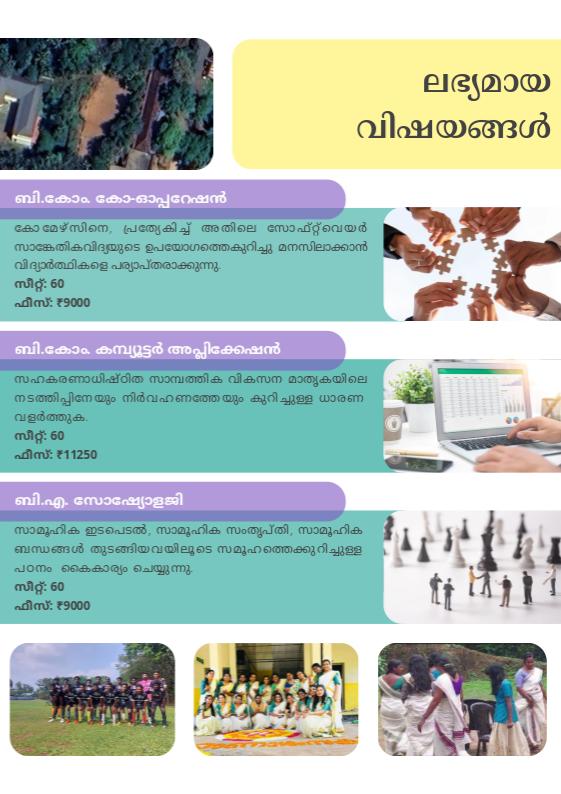 ലഭ്യമായ
വിഷയങ്ങൾ
ബി.കോം. കോ-ഓപ്പറേഷൻ
കോമേഴ്‌സിനെ, പ്രത്യേകിച്ച് അതിലെ സോഫ്റ്റ്‌വെയർ
സാങ്കേതികവിദ്യയുടെ ഉപയോഗത്തെകുറിച്ചു മനസിലാക്കാൻ
വിദ്യാർത്ഥികളെ പര്യാപ്തരാക്കുന്നു.
സീറ്റ്: 60
ഫീസ്: ₹9000
ബി.കോം. കമ്പ്യൂട്ടർ അപ്ലിക്കേഷൻ
സഹകരണാധിഷ്ഠിത സാമ്പത്തിക വികസന മാതൃകയിലെ
നടത്തിപ്പിനേയും നിർവഹണത്തേയും കുറിച്ചുള്ള ധാരണ
വളർത്തുക.
സീറ്റ്: 60
ഫീസ്: ₹11250
ബി.എ. സോഷ്യോളജി
സാമൂഹിക ഇടപെടൽ, സാമൂഹിക സംതൃപ്തി, സാമൂഹിക
ബന്ധങ്ങൾ തുടങ്ങിയവയിലൂടെ സമൂഹത്തെക്കുറിച്ചുള്ള
പഠനം കൈകാര്യം ചെയ്യുന്നു.
സീറ്റ്: 60
ഫീസ്: ₹9000